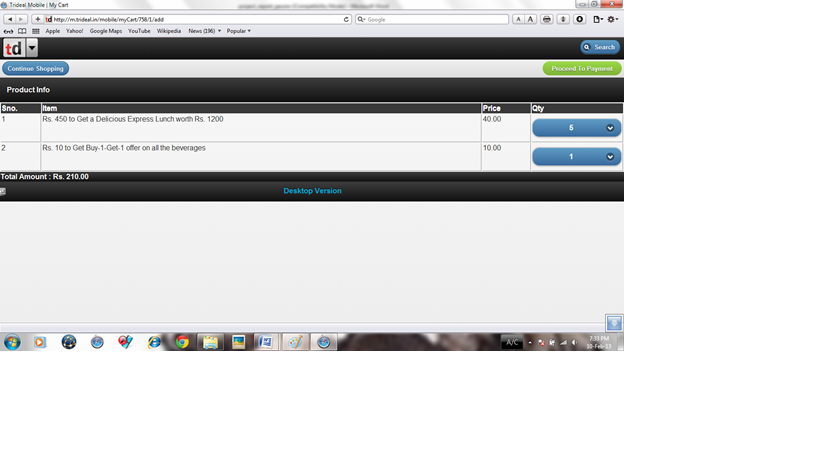 Trideal Mobile | My Cart
http://m.trideal.in/mobile/myCart/758/1/add
Google
A A
Apple Yahoo! Google Maps YouTube Wikipedia News (196) Popular
td
Search
Continue Shopping
Proceed To Payment
Product Info
Sno. Item Price Qty
1 Rs. 450 to Get a Delicious Express Lunch worth Rs. 1200 40.00 5
2 Rs. 10 to Get Buy-1-Get-1 offer on all the beverages 10.00 1
Total Amount : Rs. 210.00
Desktop Version
A/C
7:33 PM
10-Feb-13